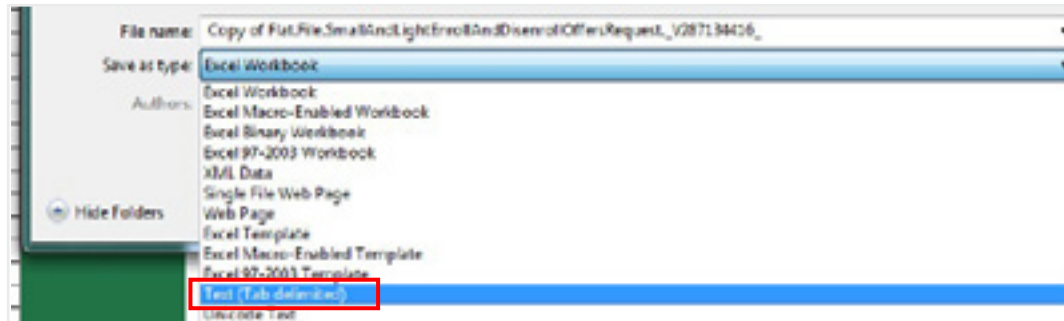 File name: Copy of Flat.File.SmallAndLightEnrollAndDisenrollOffersRequest._V287134416_
Save as type: Excel Workbook
Authors: Excel Workbook
Excel Macro-Enabled Workbook
Excel Binary Workbook
Excel 97-2003 Workbook
XML Data
Single File Web Page
Hide Folders Web Page
Excel Template
Excel Macro-Enabled Template
Excel 97-2003 Template
Text (Tab delimited)
Unicode Text